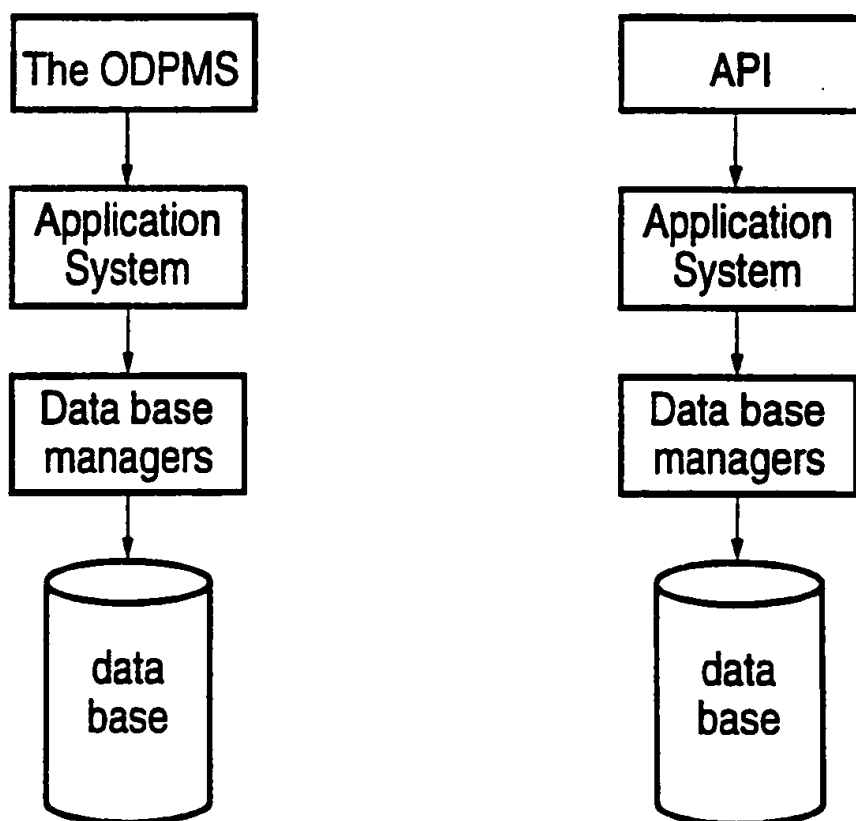 The ODPMS
Application
System
Data base
managers
data
base
API
Application
System
Data base
managers
data
base